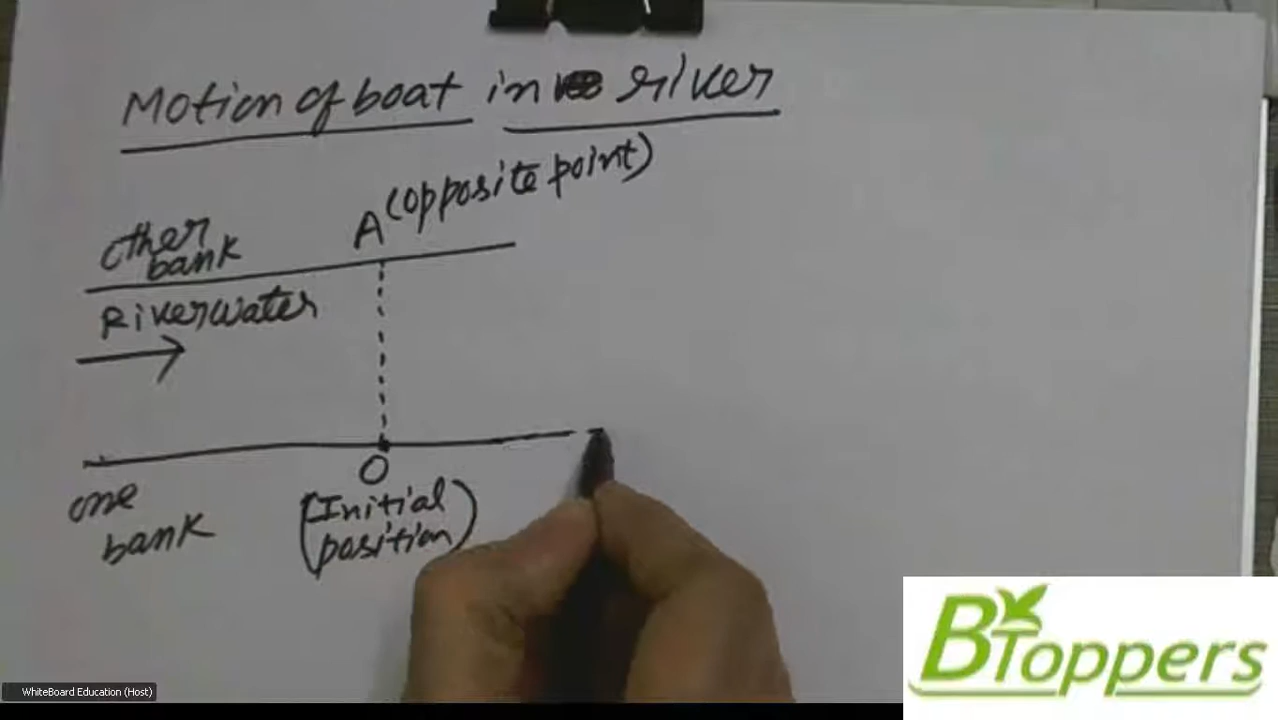 Motion of boat in river
A (opposite point)
Other
bank
River water
O
one
bank
(Initial
position)
BToppers
WhiteBoard Education (Host)